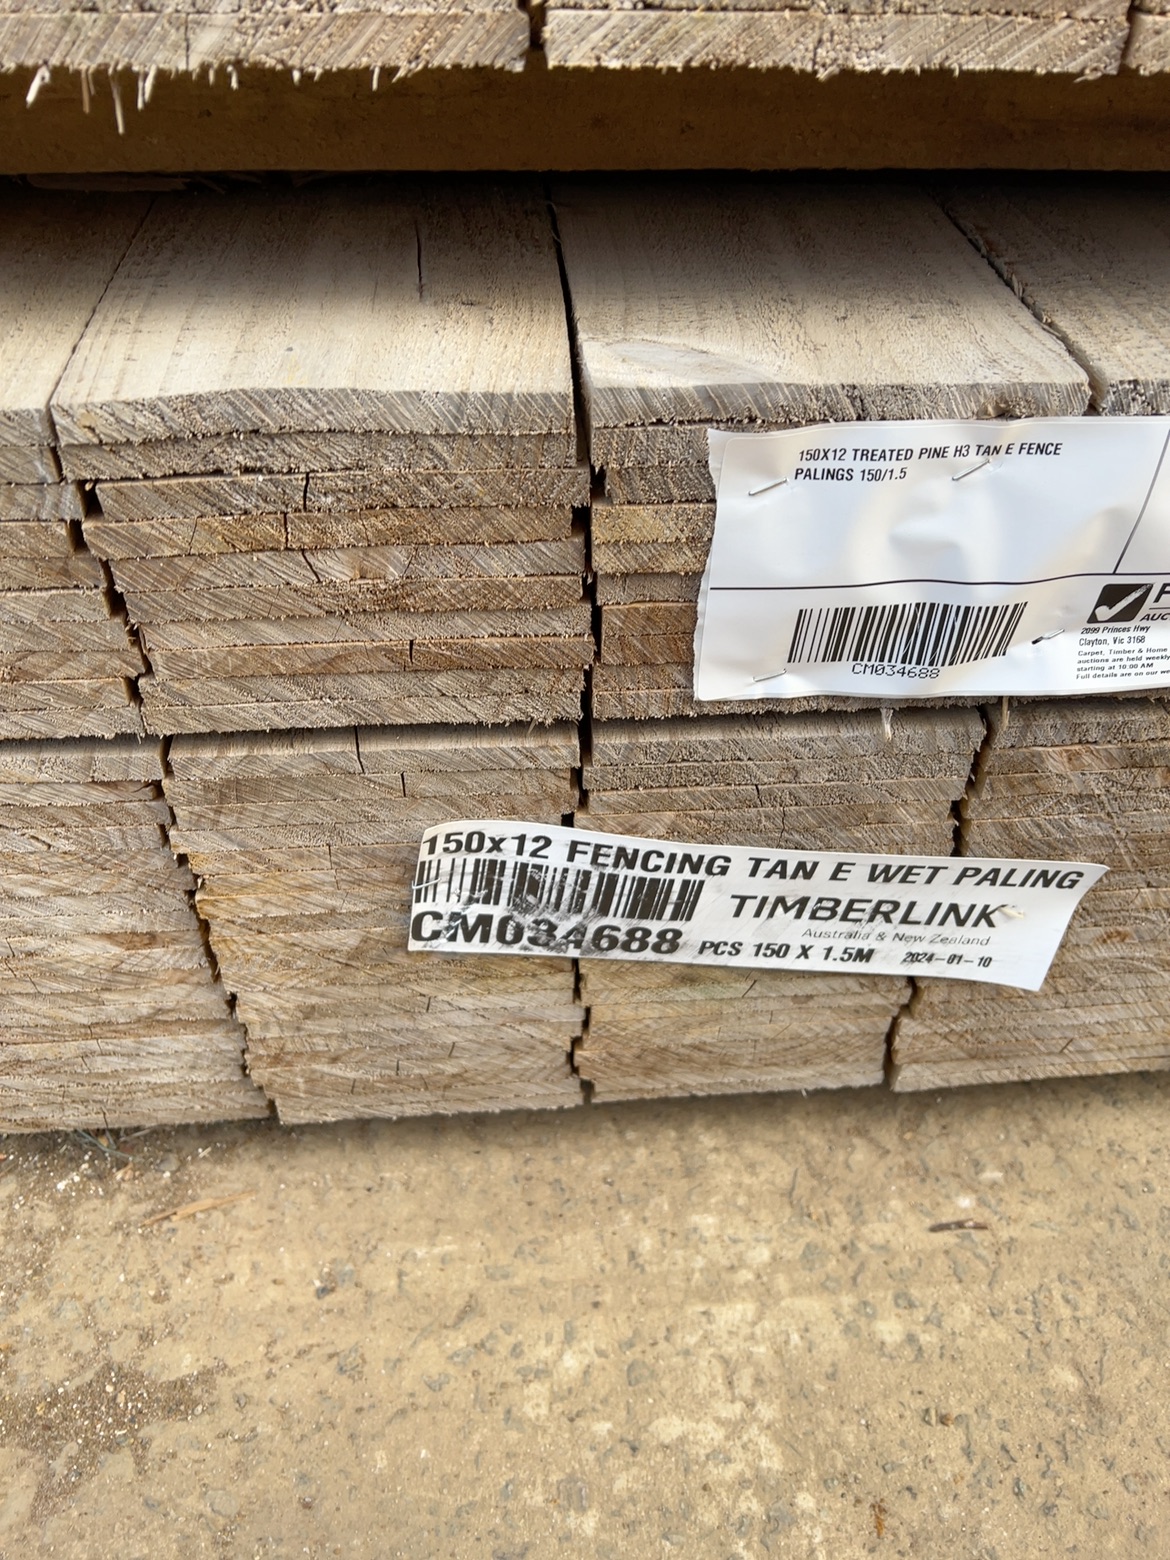 150X12 TREATED PINE H3 TAN E FENCE
PALINGS 150/1.5
CM034688
2099 Princes Hwy
Clayton, Vic 3168
Carpet, Timber & Home
auctions are held weekly
starting at 10:00 AM
Full details are on our
150x12 FENCING TAN E WET PALING
TIMBERLINK
Australia & New Zealand
CM034688 PCS 150 X 1.5M 2024-01-10